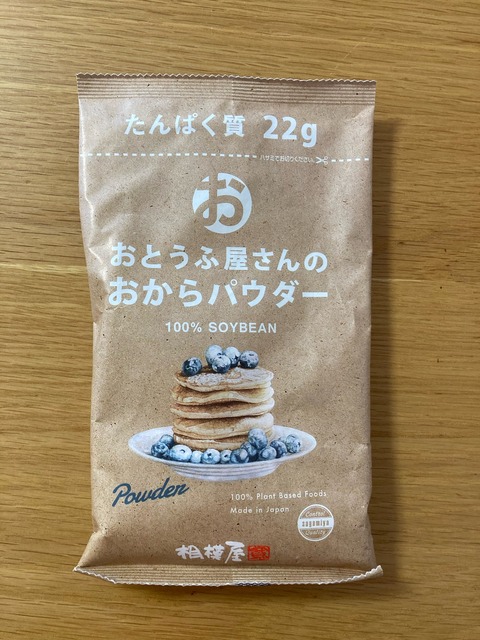 たんぱく質 22g
ハサミでお切りください。
お
おとうふ屋さんの
おからパウダー
100% SOYBEAN
Powder
100% Plant Based Foods
Made in Japan
Control
sagamiya
Quality
相模屋